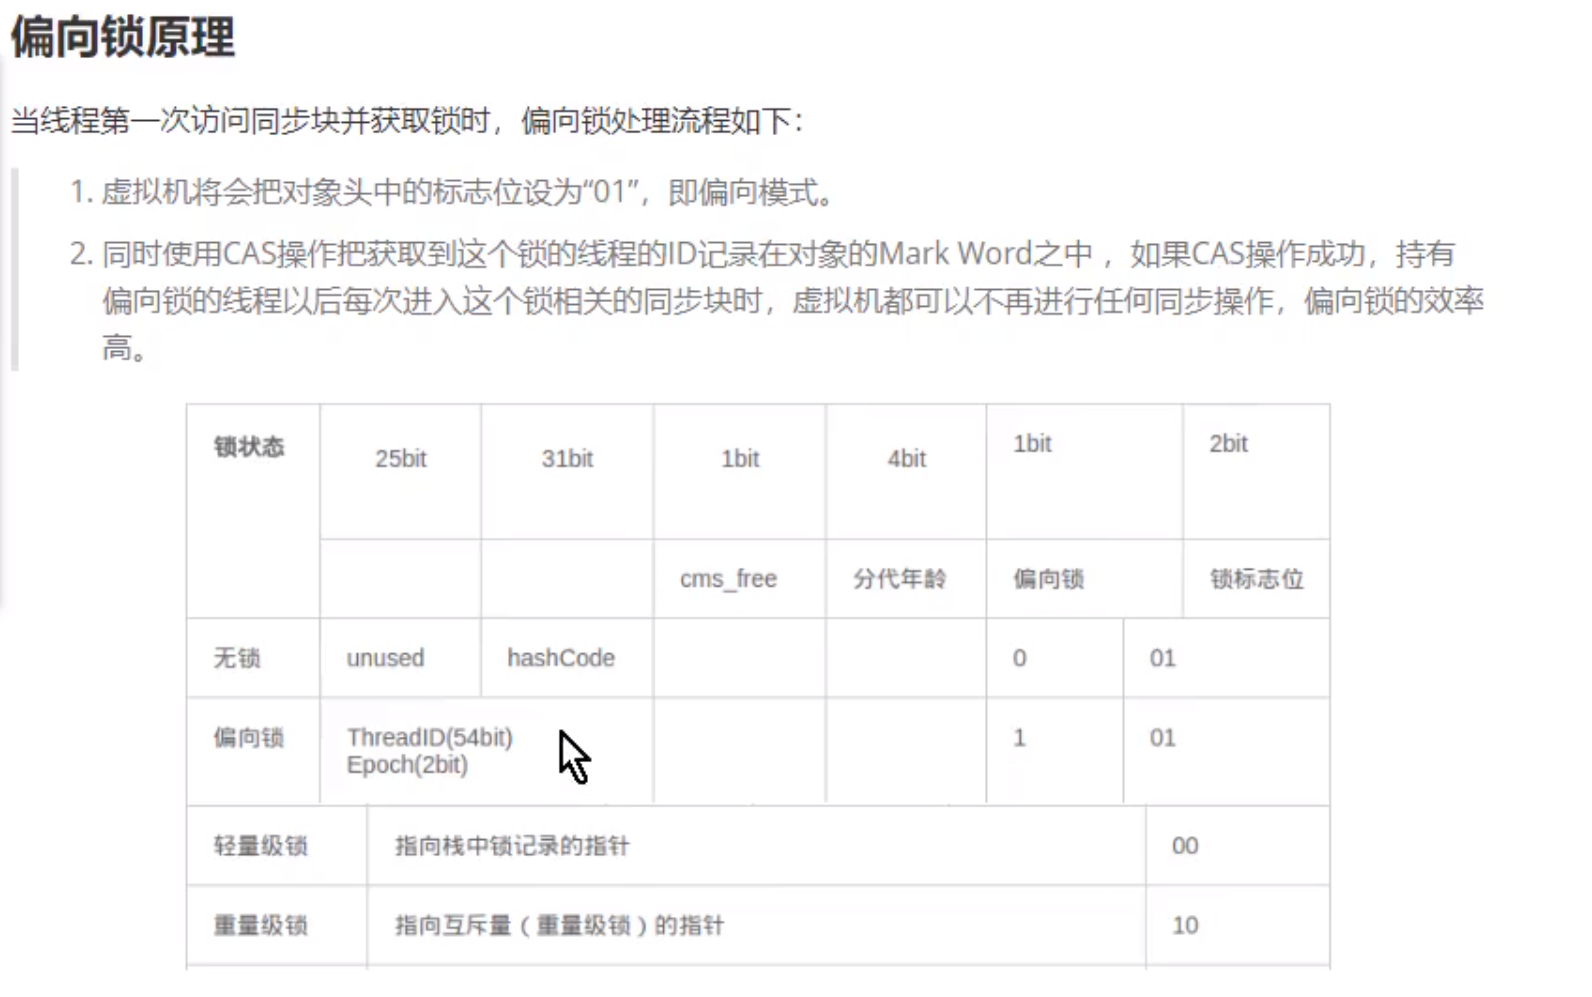 偏向锁原理
当线程第一次访问同步块并获取锁时，偏向锁处理流程如下：
1. 虚拟机将会把对象头中的标志位设为“01”，即偏向模式。
2. 同时使用CAS操作把获取到这个锁的线程的ID记录在对象的Mark Word之中 ，如果CAS操作成功，持有
偏向锁的线程以后每次进入这个锁相关的同步块时，虚拟机都可以不再进行任何同步操作，偏向锁的效率
高。
锁状态 25bit 31bit 1bit 4bit 1bit 2bit
cms_free 分代年龄 偏向锁 锁标志位
无锁 unused hashCode 0 01
偏向锁 ThreadID(54bit) 1 01
Epoch(2bit)
轻量级锁 指向栈中锁记录的指针 00
重量级锁 指向互斥量（重量级锁）的指针 10